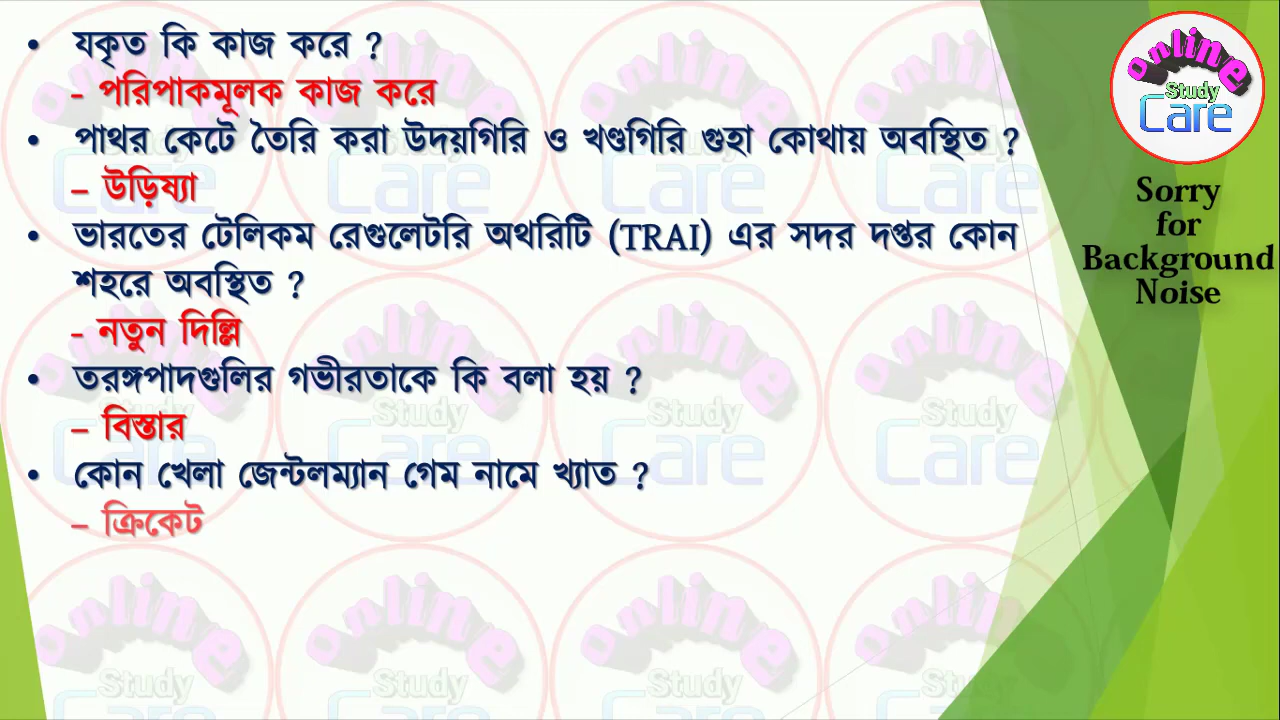 • যকৃত কি কাজ করে ?
- পরিপাকমূলক কাজ করে
• পাথর কেটে তৈরি করা উদয়গিরি ও খণ্ডগিরি গুহা কোথায় অবস্থিত ?
– উড়িষ্যা
• ভারতের টেলিকম রেগুলেটরি অথরিটি (TRAI) এর সদর দপ্তর কোন
শহরে অবস্থিত ?
- নতুন দিল্লি
• তরঙ্গপাদগুলির গভীরতাকে কি বলা হয় ?
– বিস্তার
• কোন খেলা জেন্টলম্যান গেম নামে খ্যাত ?
– ক্রিকেট
Online
Study
Care
Sorry
for
Background
Noise